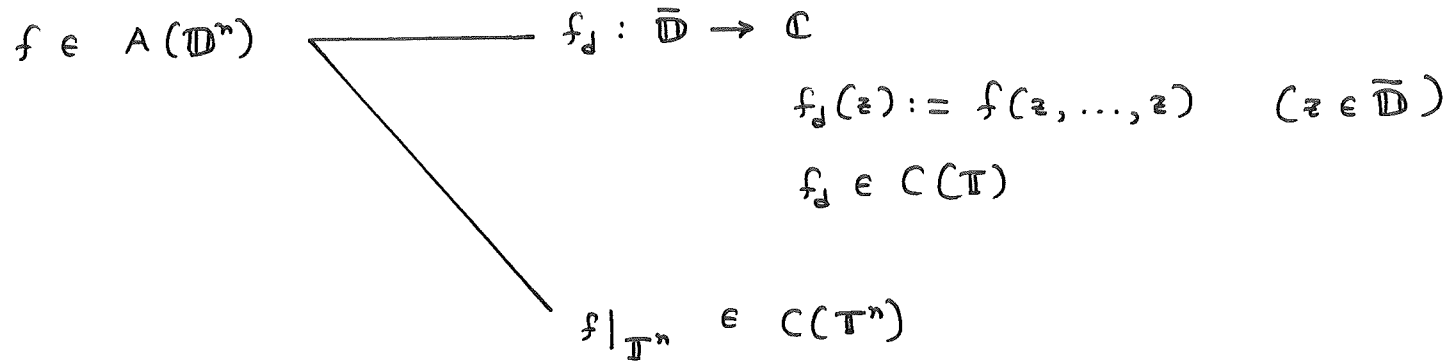 f ∈ A(𝔻ⁿ) f_d : 𝔻̄ → ℂ
f_d(z) := f(z, ..., z) (z ∈ 𝔻̄)
f_d ∈ C(𝕋)
f|_𝕋ⁿ ∈ C(𝕋ⁿ)